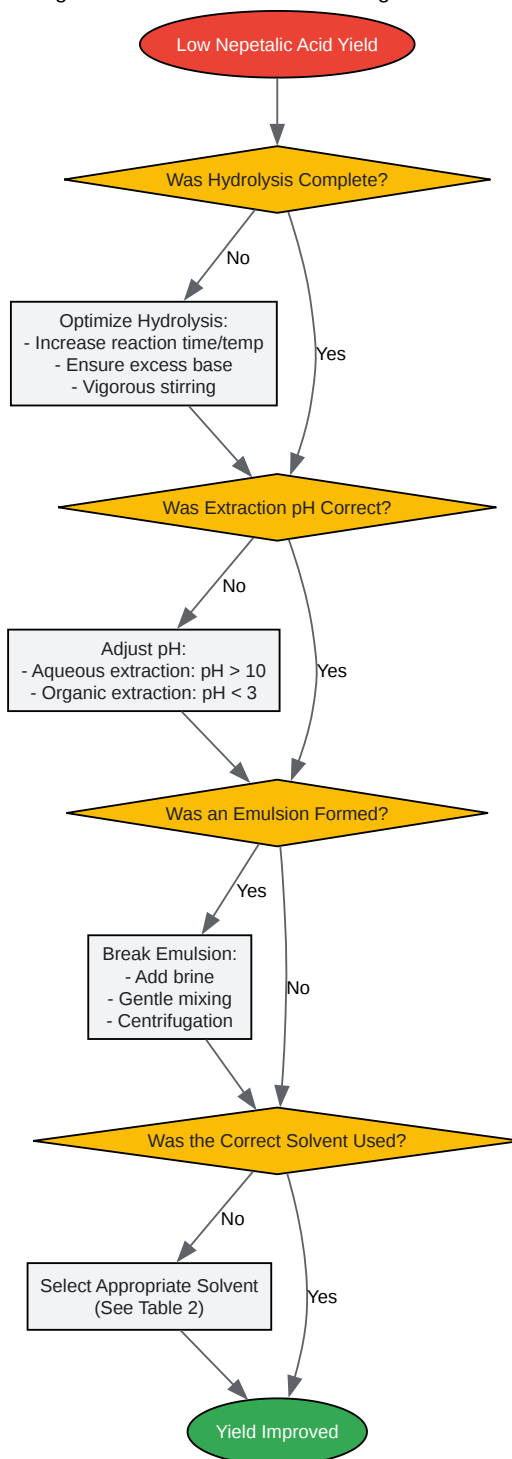 Low Nepetalic Acid Yield
Was Hydrolysis Complete?
No
Optimize Hydrolysis:
- Increase reaction time/temp
- Ensure excess base
- Vigorous stirring
Yes
Was Extraction pH Correct?
No
Adjust pH:
- Aqueous extraction: pH > 10
- Organic extraction: pH < 3
Yes
Was an Emulsion Formed?
Yes
Break Emulsion:
- Add brine
- Gentle mixing
- Centrifugation
No
Was the Correct Solvent Used?
No
Select Appropriate Solvent
(See Table 2)
Yes
Yield Improved